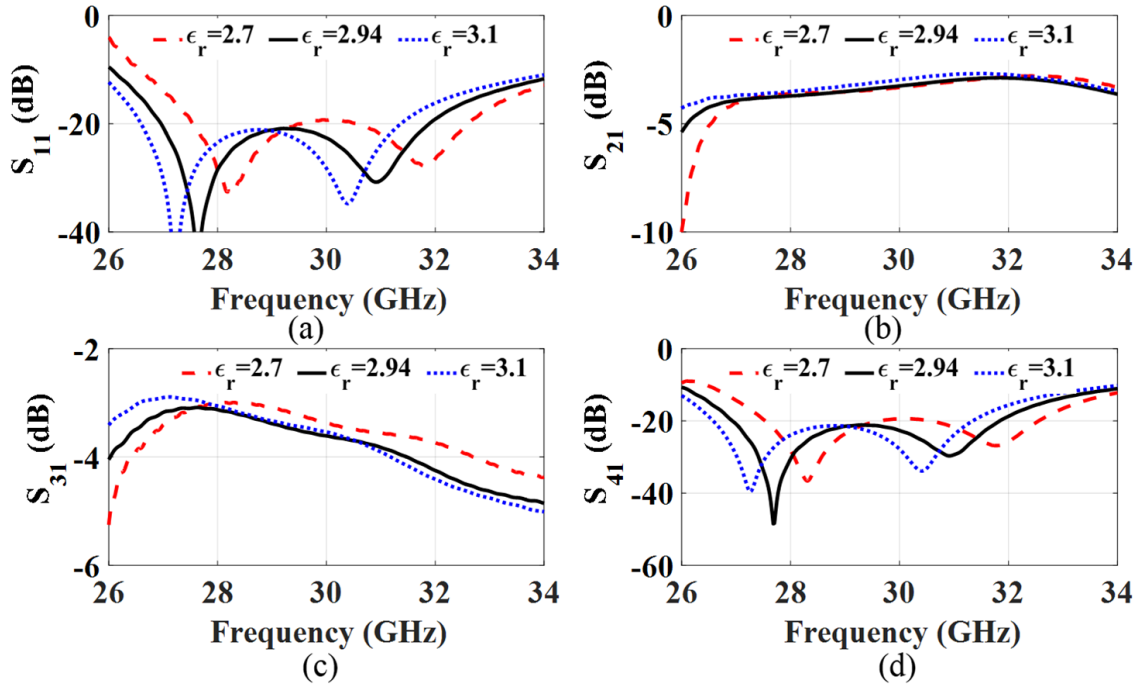 0
ϵr=2.7 ϵr=2.94 ϵr=3.1
-20
-40
S11 (dB)
26 28 30 32 34
Frequency (GHz)
(a)
0
ϵr=2.7 ϵr=2.94 ϵr=3.1
-5
-10
S21 (dB)
26 28 30 32 34
Frequency (GHz)
(b)
-2
ϵr=2.7 ϵr=2.94 ϵr=3.1
-4
-6
S31 (dB)
26 28 30 32 34
Frequency (GHz)
(c)
0
ϵr=2.7 ϵr=2.94 ϵr=3.1
-20
-40
-60
S41 (dB)
26 28 30 32 34
Frequency (GHz)
(d)